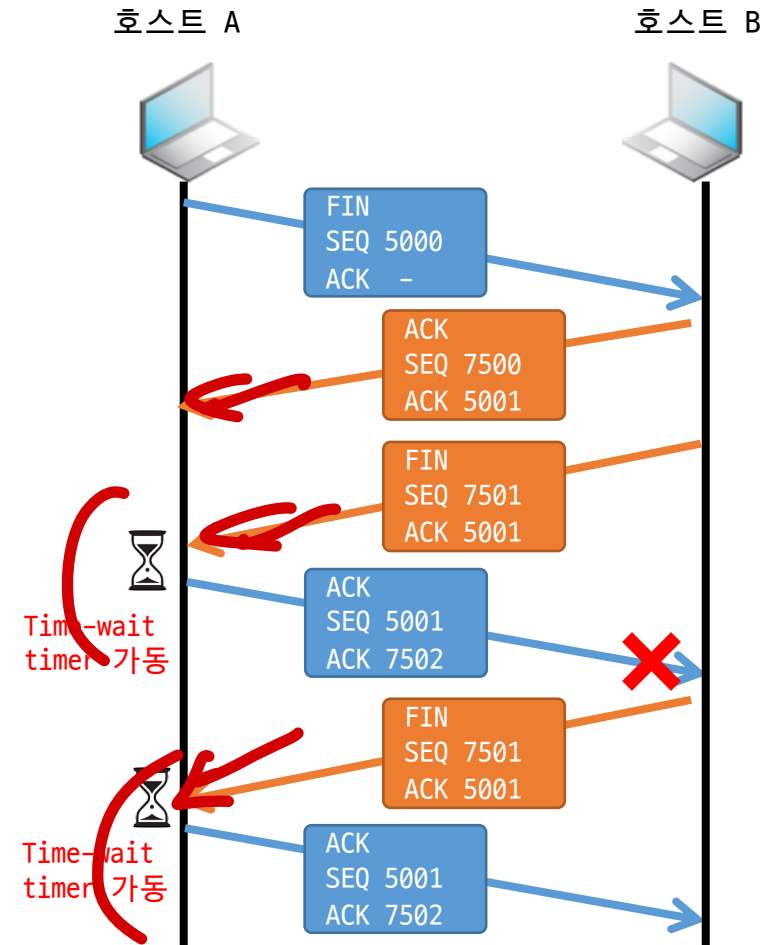 호스트 A
호스트 B
FIN
SEQ 5000
ACK -
ACK
SEQ 7500
ACK 5001
FIN
SEQ 7501
ACK 5001
Time-wait
timer 가동
ACK
SEQ 5001
ACK 7502
FIN
SEQ 7501
ACK 5001
Time-wait
timer 가동
ACK
SEQ 5001
ACK 7502